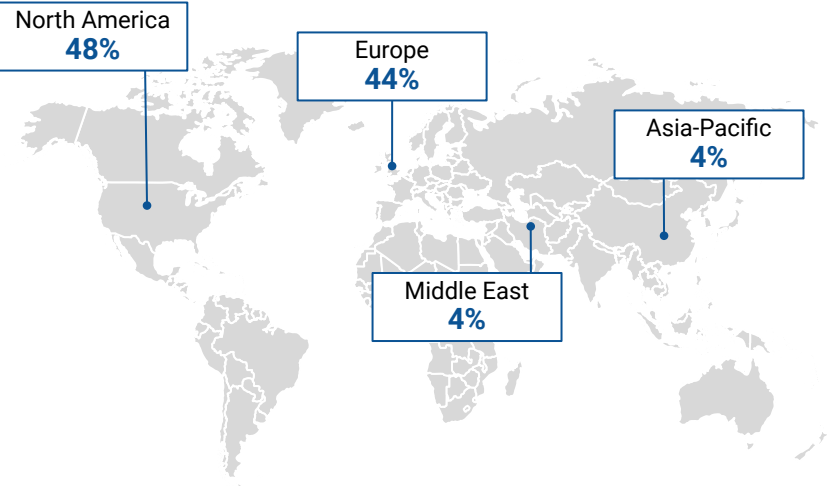 North America
48%
Europe
44%
Asia-Pacific
4%
Middle East
4%